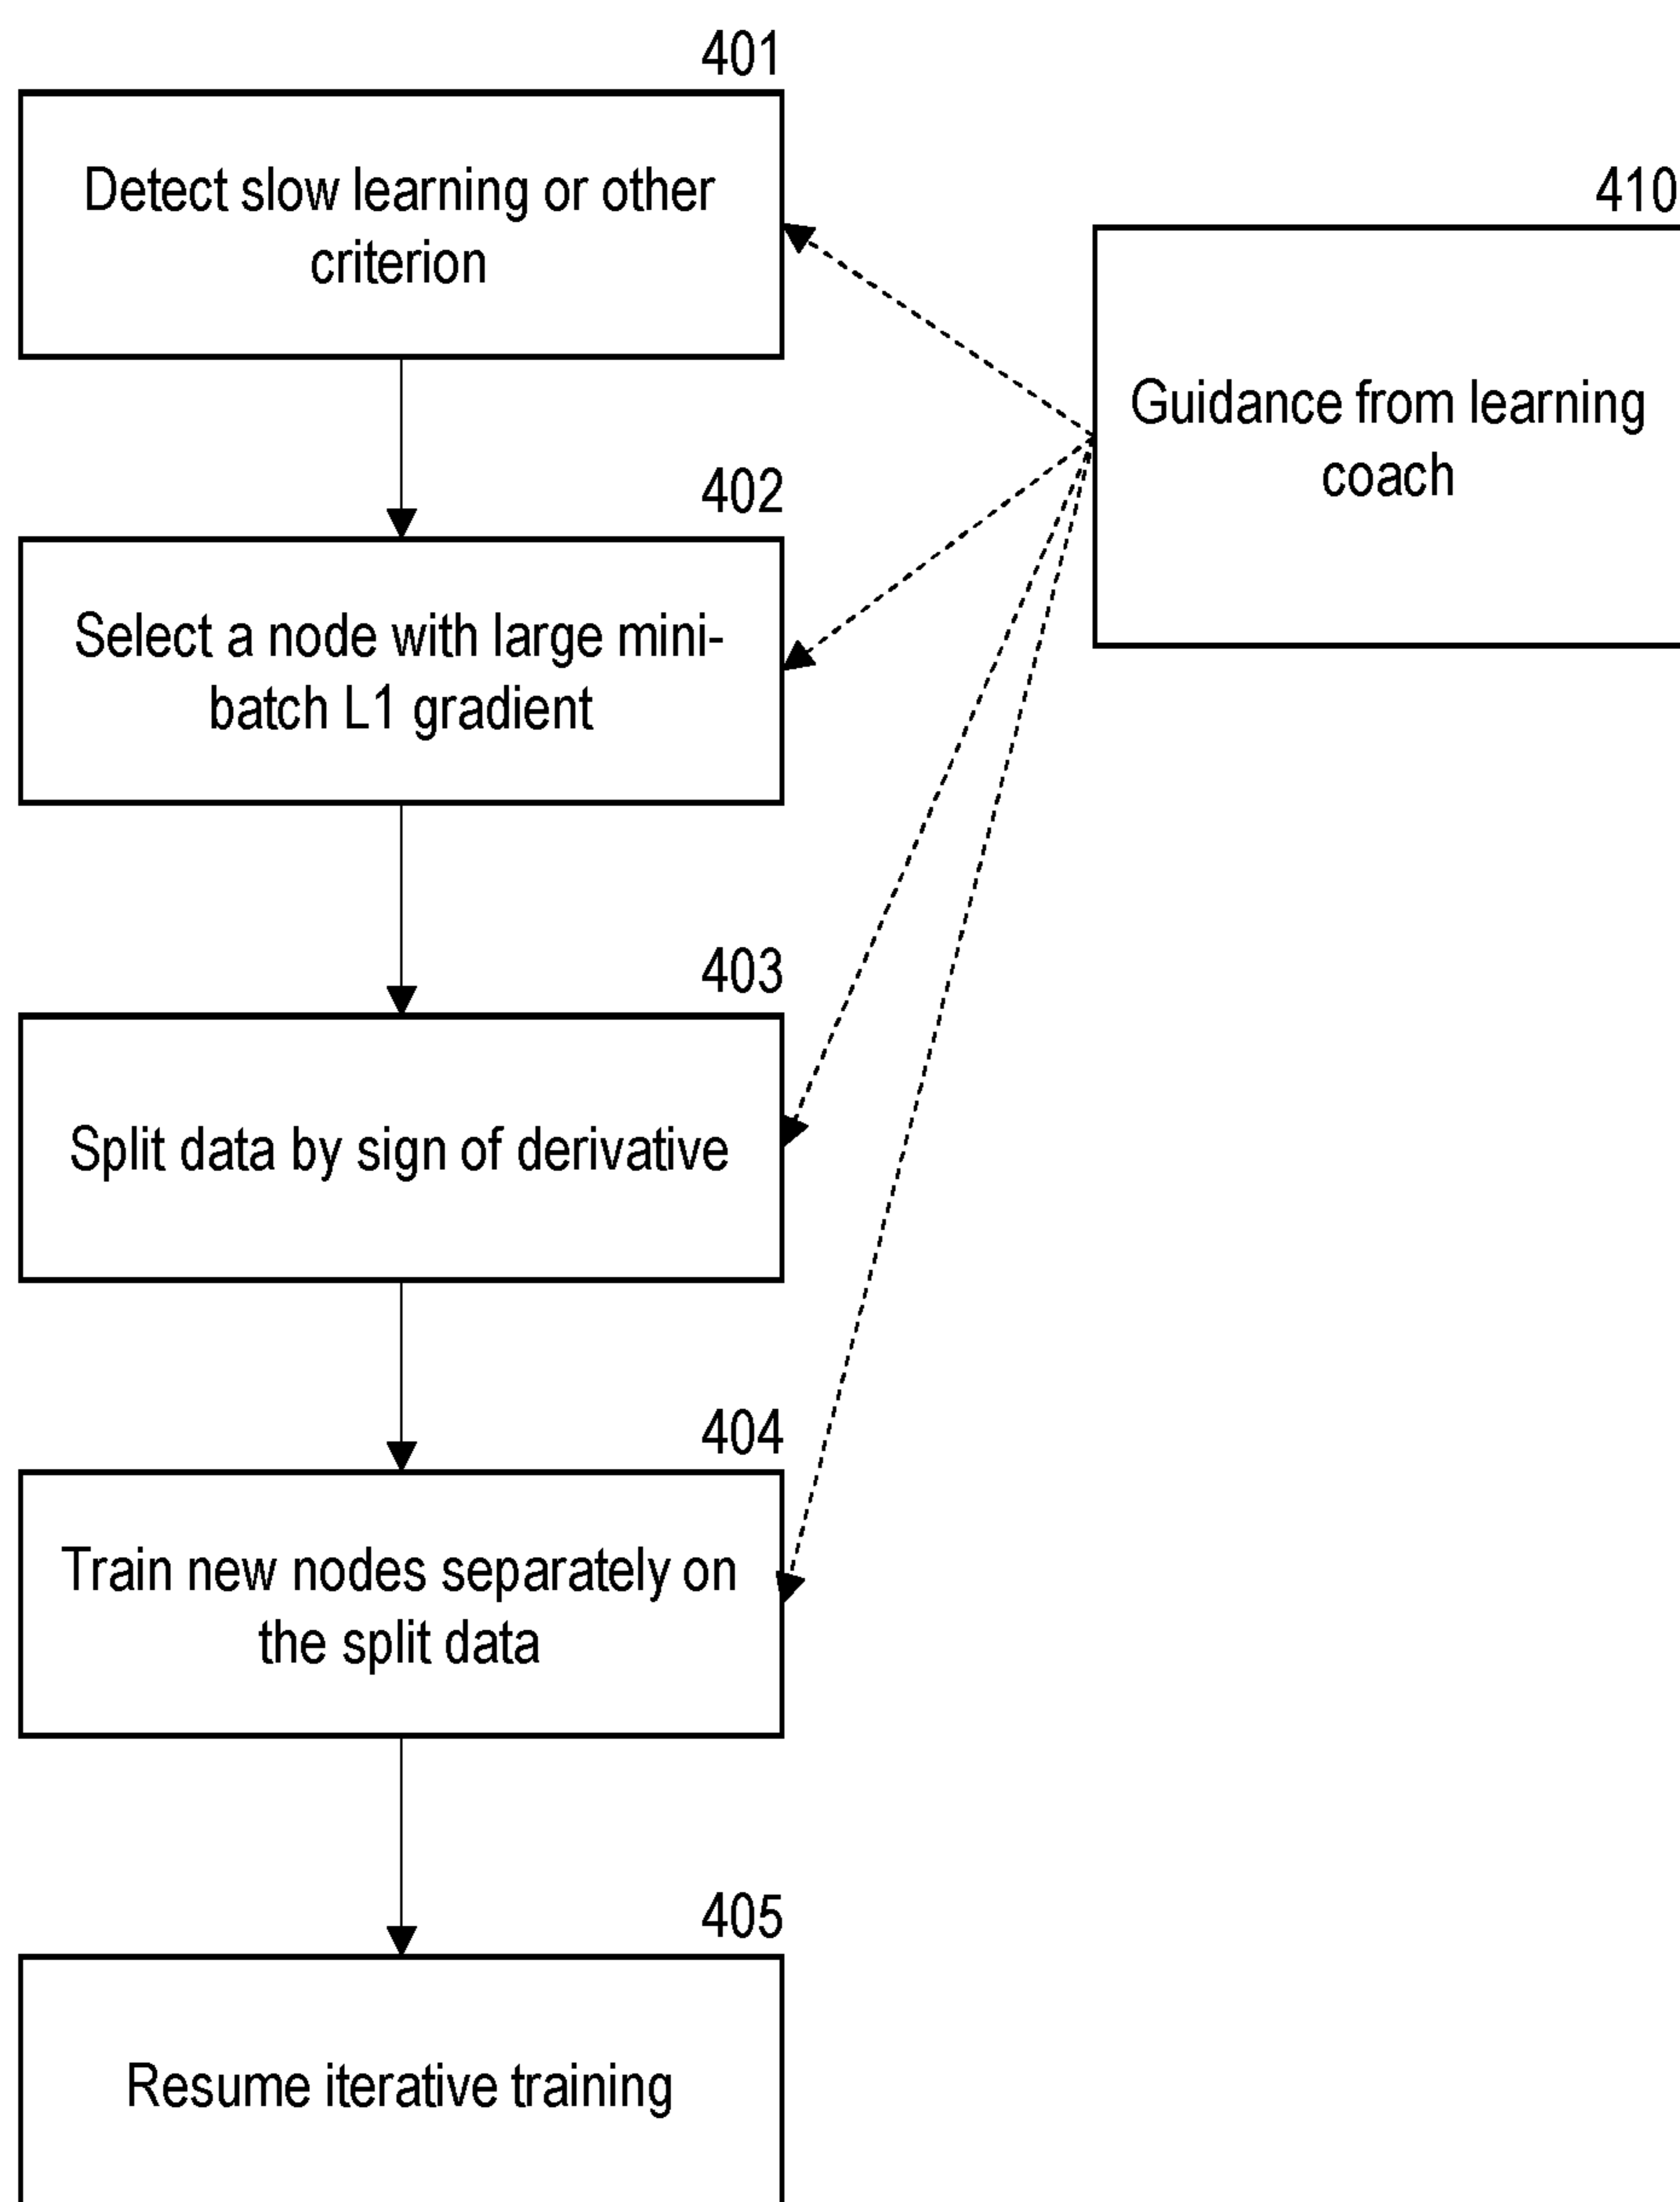 401
Detect slow learning or other
criterion
410
Guidance from learning
coach
402
Select a node with large mini-
batch L1 gradient
403
Split data by sign of derivative
404
Train new nodes separately on
the split data
405
Resume iterative training